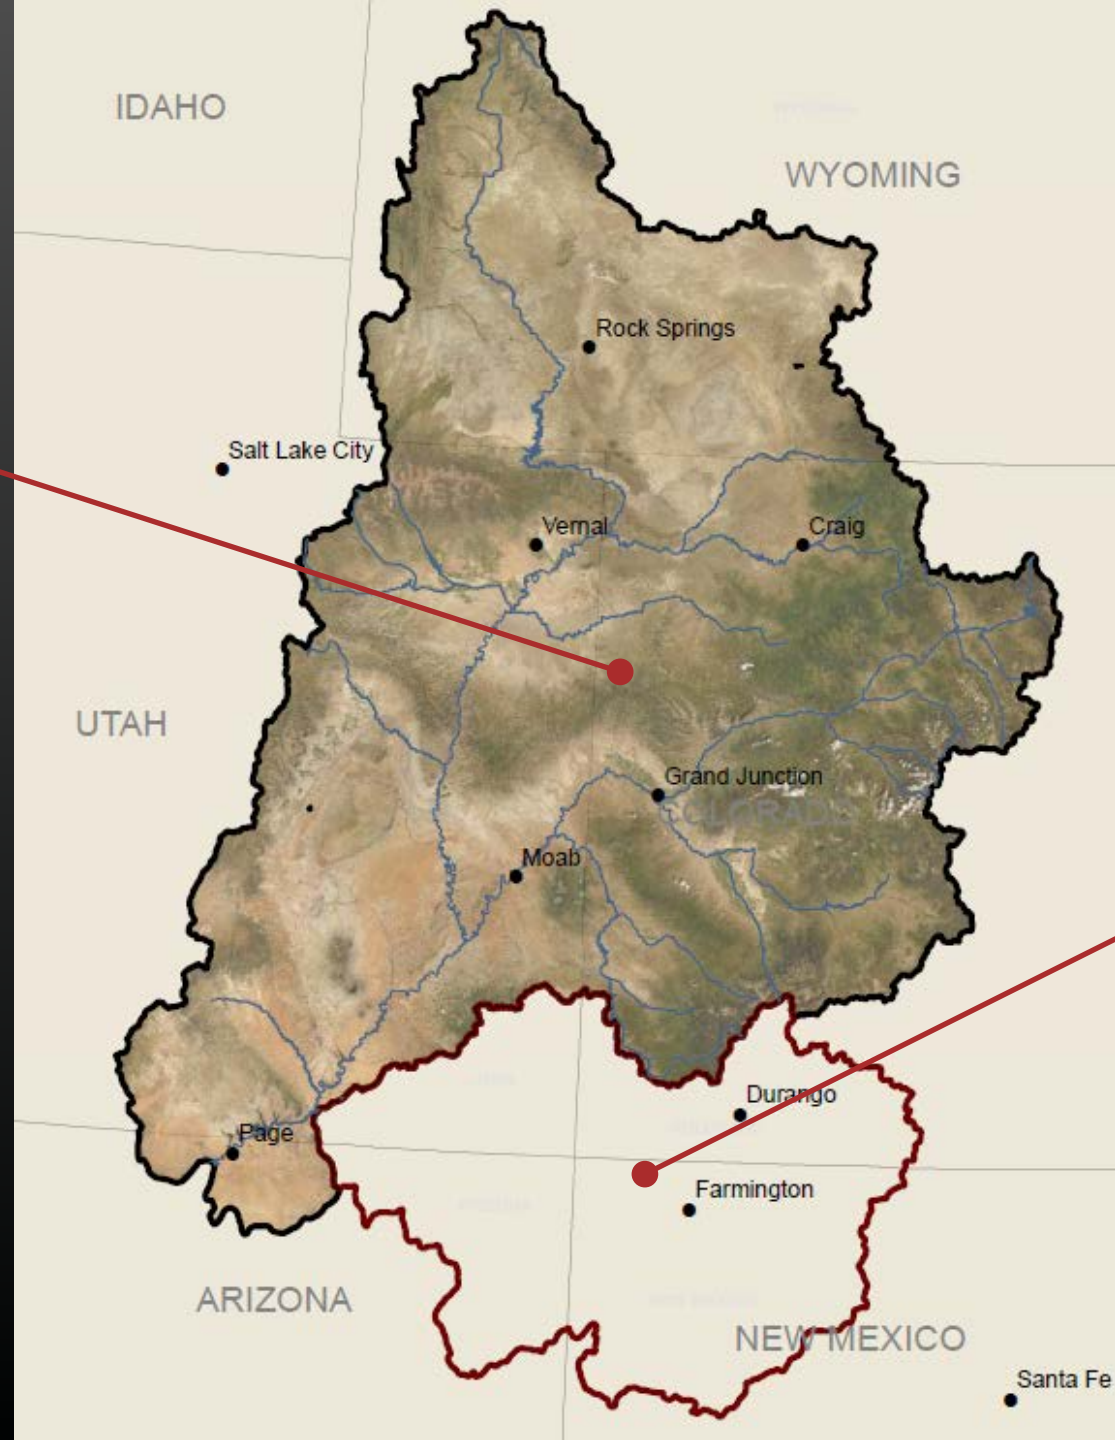 IDAHO
WYOMING
Rock Springs
Salt Lake City
Vernal
Craig
UTAH
Grand Junction
COLORADO
Moab
Durango
Page
Farmington
ARIZONA
NEW MEXICO
Santa Fe